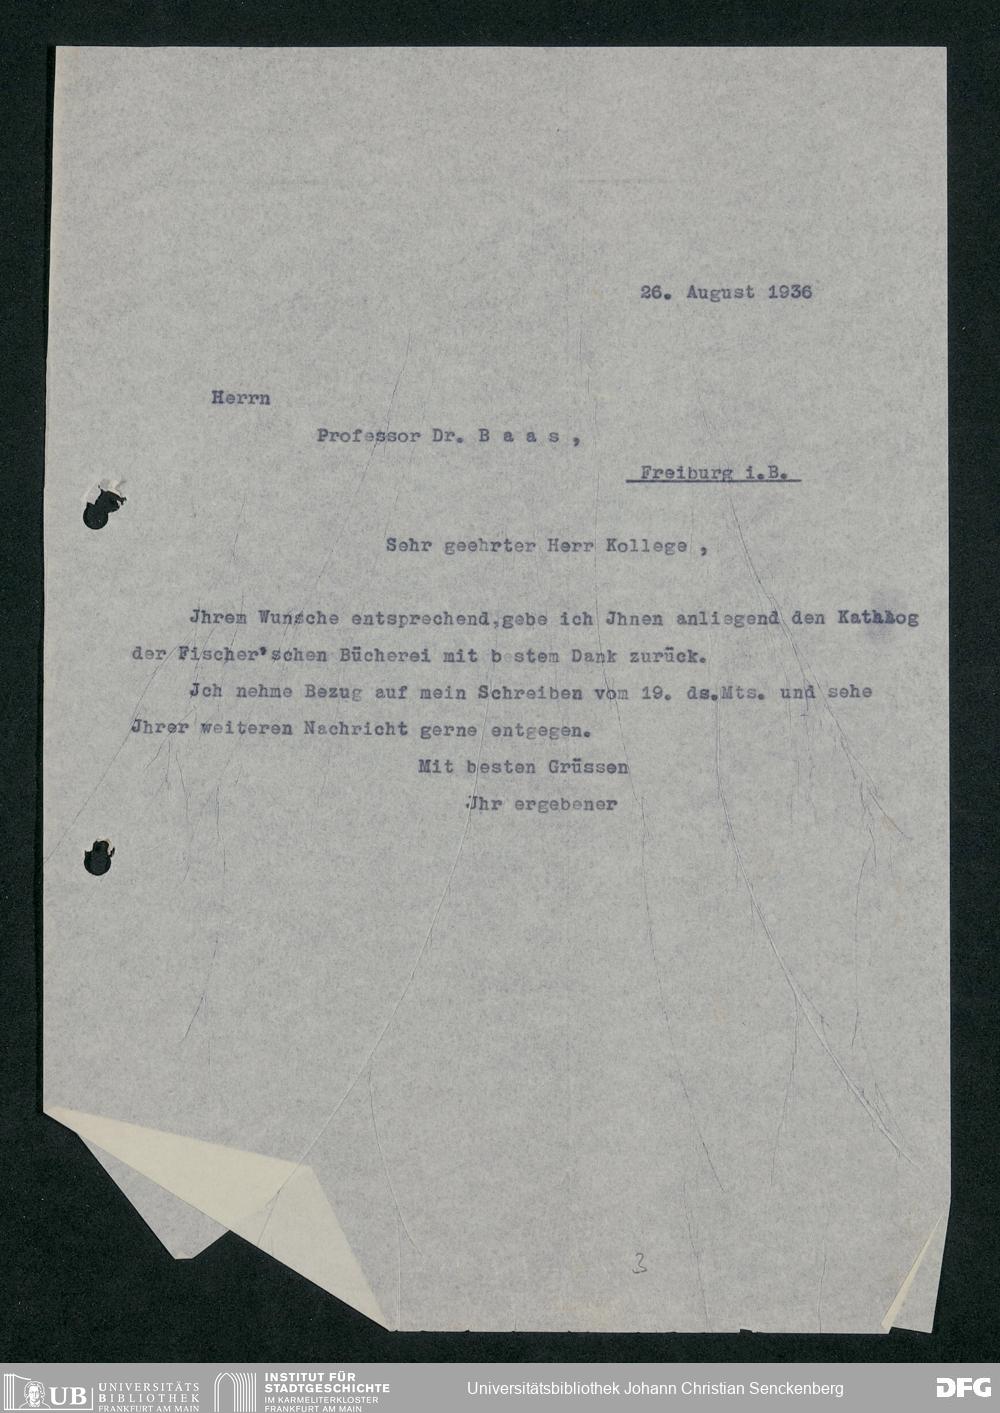 26. August 1936
Herrn
Professor Dr. B a a s ,
Freiburg i.B.
Sehr geehrter Herr Kollege ,
Jhrem Wunsche entsprechend,gebe ich Jhnen anliegend den Katalog
der Fischer'schen Bücherei mit bestem Dank zurück.
Jch nehme Bezug auf mein Schreiben vom 19. ds.Mts. und sehe
Jhrer weiteren Nachricht gerne entgegen.
Mit besten Grüssen
Jhr ergebener
3
UB UNIVERSITÄTS
BIBLIOTHEK
FRANKFURT AM MAIN
INSTITUT FÜR
STADTGESCHICHTE
IM KARMELITERKLOSTER
FRANKFURT AM MAIN
Universitätsbibliothek Johann Christian Senckenberg
DFG